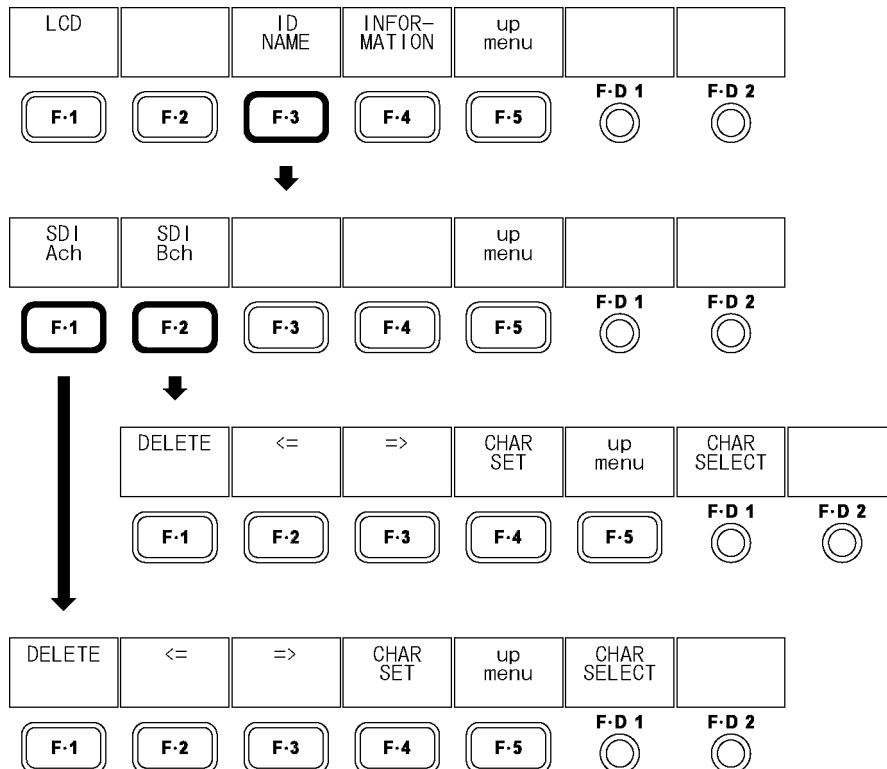 LCD ID NAME INFOR– MATION up menu
F·1 F·2 F·3 F·4 F·5 F·D 1 F·D 2
SDI Ach SDI Bch up menu
F·1 F·2 F·3 F·4 F·5 F·D 1 F·D 2
DELETE <= => CHAR SET up menu CHAR SELECT
F·1 F·2 F·3 F·4 F·5 F·D 1 F·D 2
DELETE <= => CHAR SET up menu CHAR SELECT
F·1 F·2 F·3 F·4 F·5 F·D 1 F·D 2